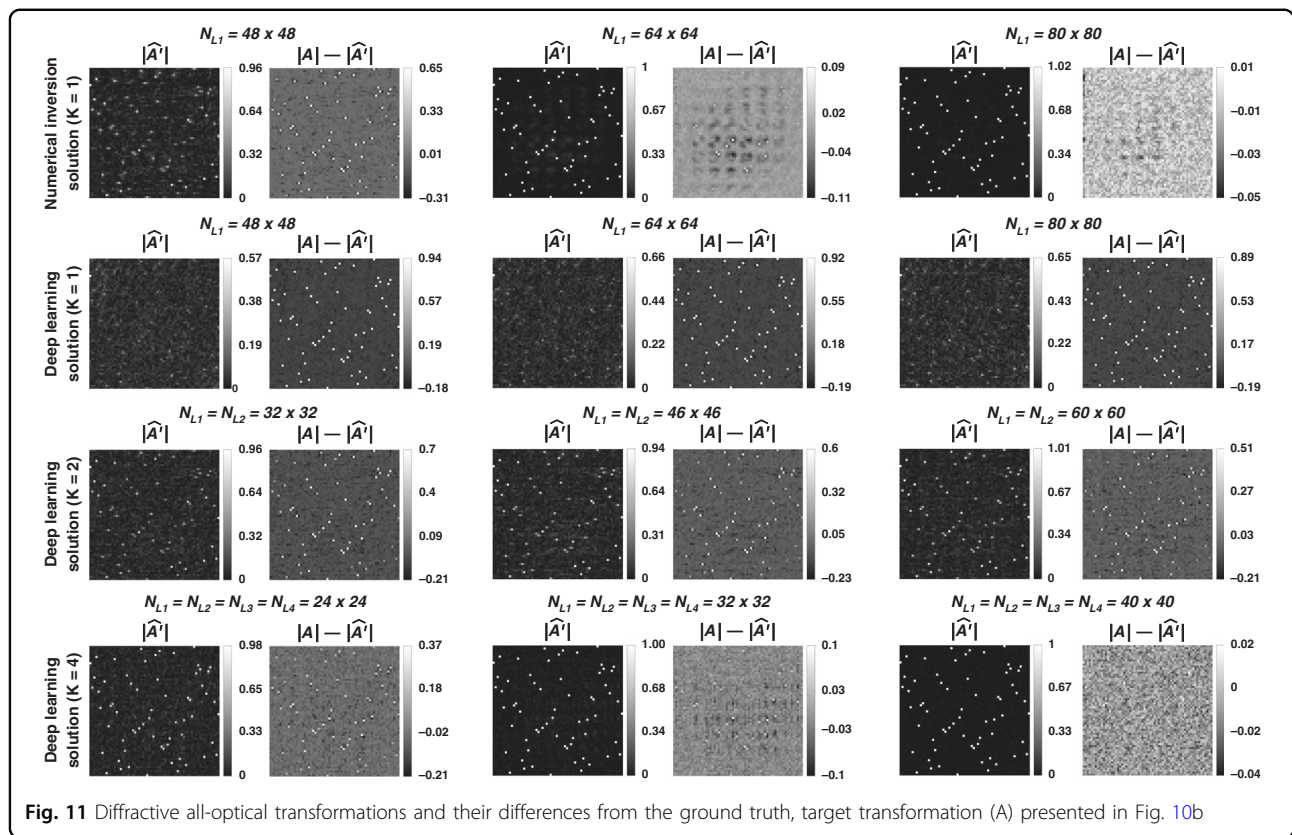 Numerical inversion solution (K = 1)
N_L1 = 48 x 48
|Â'|
0.96
0.64
0.32
0
|A| — |Â'|
0.65
0.33
0.01
−0.31
N_L1 = 64 x 64
|Â'|
1
0.67
0.33
0
|A| — |Â'|
0.09
0.02
−0.04
−0.11
N_L1 = 80 x 80
|Â'|
1.02
0.68
0.34
0
|A| — |Â'|
0.01
−0.01
−0.03
−0.05
Deep learning solution (K = 1)
N_L1 = 48 x 48
|Â'|
0.57
0.38
0.19
0
|A| — |Â'|
0.94
0.57
0.19
−0.18
N_L1 = 64 x 64
|Â'|
0.66
0.44
0.22
0
|A| — |Â'|
0.92
0.55
0.18
−0.19
N_L1 = 80 x 80
|Â'|
0.65
0.43
0.22
0
|A| — |Â'|
0.89
0.53
0.17
−0.19
Deep learning solution (K = 2)
N_L1 = N_L2 = 32 x 32
|Â'|
0.96
0.64
0.32
0
|A| — |Â'|
0.7
0.4
0.09
−0.21
N_L1 = N_L2 = 46 x 46
|Â'|
0.94
0.63
0.31
0
|A| — |Â'|
0.6
0.32
0.05
−0.23
N_L1 = N_L2 = 60 x 60
|Â'|
1.01
0.67
0.34
0
|A| — |Â'|
0.51
0.27
0.03
−0.21
Deep learning solution (K = 4)
N_L1 = N_L2 = N_L3 = N_L4 = 24 x 24
|Â'|
0.98
0.65
0.33
0
|A| — |Â'|
0.37
0.18
−0.02
−0.21
N_L1 = N_L2 = N_L3 = N_L4 = 32 x 32
|Â'|
1.00
0.68
0.34
0
|A| — |Â'|
0.1
0.03
−0.03
−0.1
N_L1 = N_L2 = N_L3 = N_L4 = 40 x 40
|Â'|
1
0.67
0.33
0
|A| — |Â'|
0.02
0
−0.02
−0.04
Fig. 11 Diffractive all-optical transformations and their differences from the ground truth, target transformation (A) presented in Fig. 10b